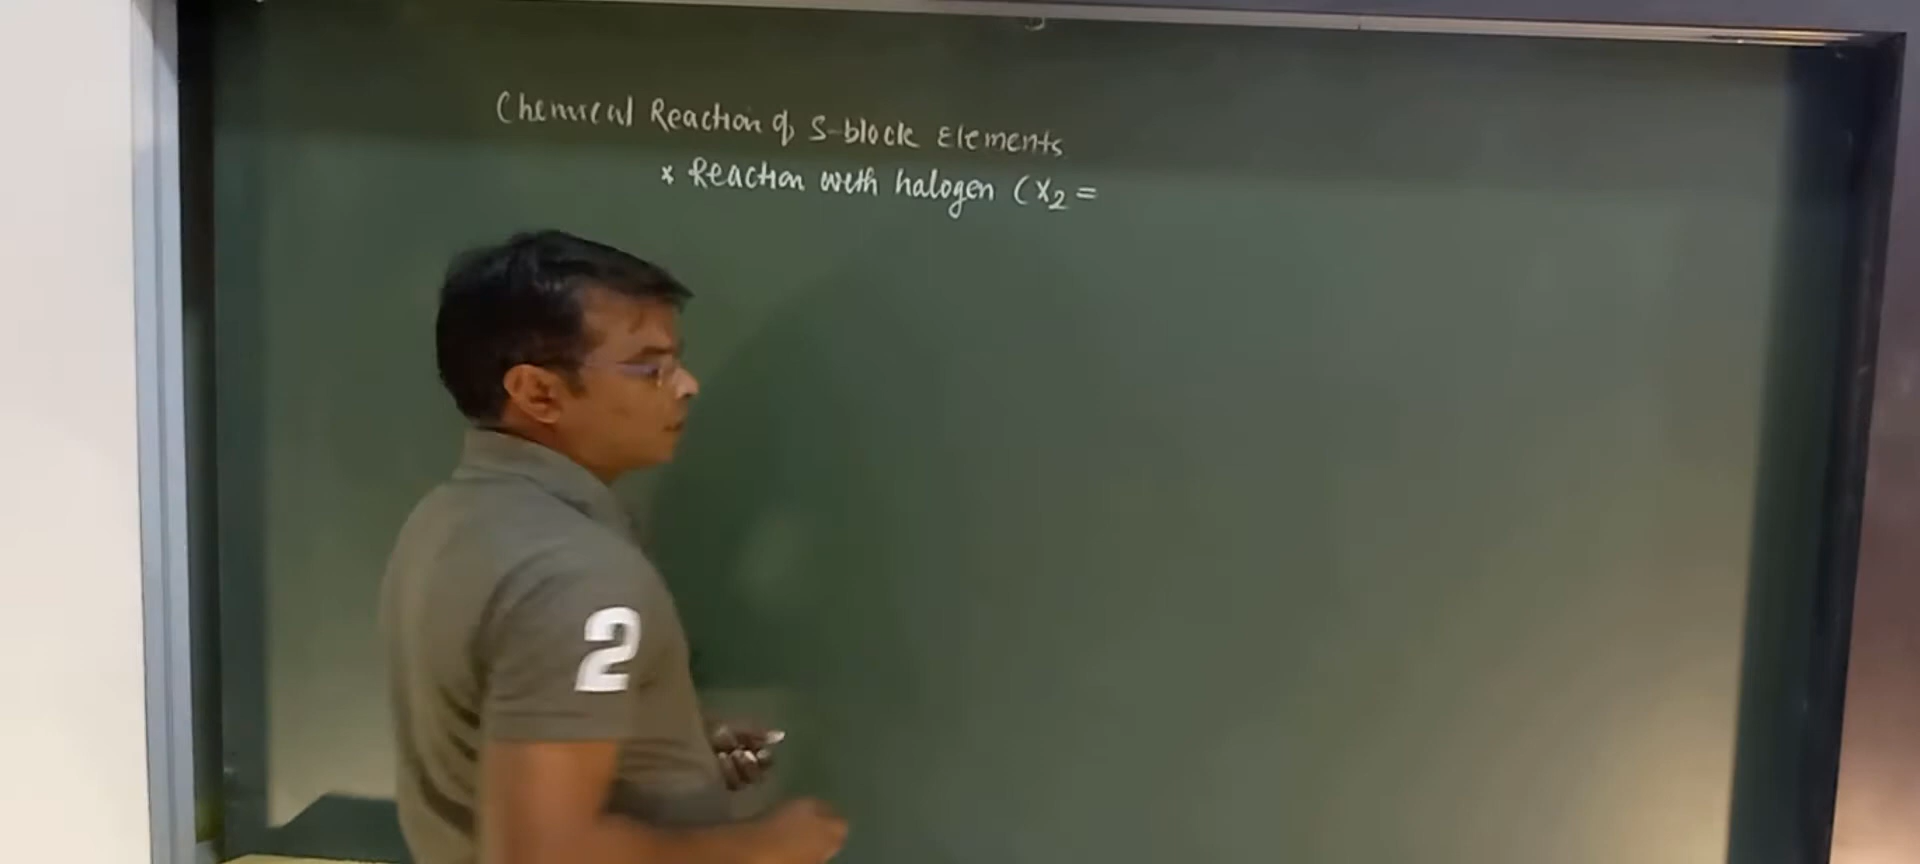 Chemical Reaction of S-block Elements
* Reaction with halogen (X₂ =
2